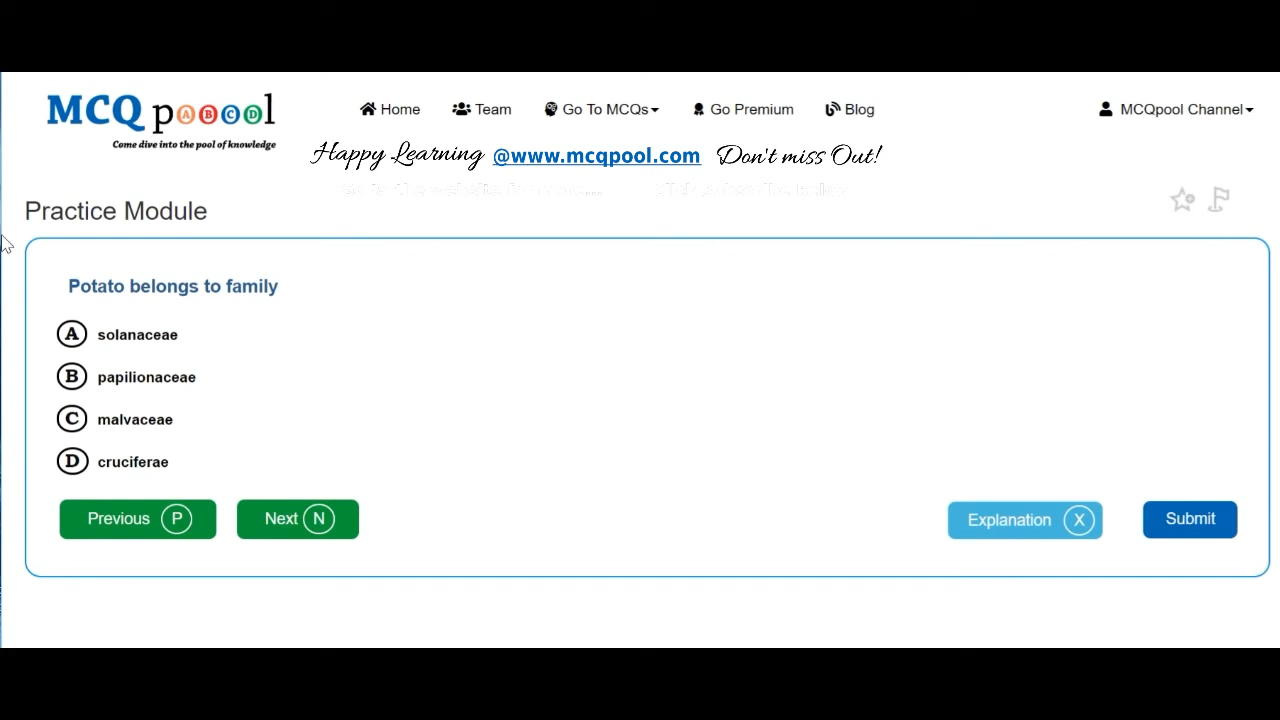 MCQ pABCDl
Come dive into the pool of knowledge
Home Team Go To MCQs Go Premium Blog MCQpool Channel
Happy Learning @www.mcqpool.com Don't miss Out!
Practice Module
Potato belongs to family
A solanaceae
B papilionaceae
C malvaceae
D cruciferae
Previous P Next N Explanation X Submit